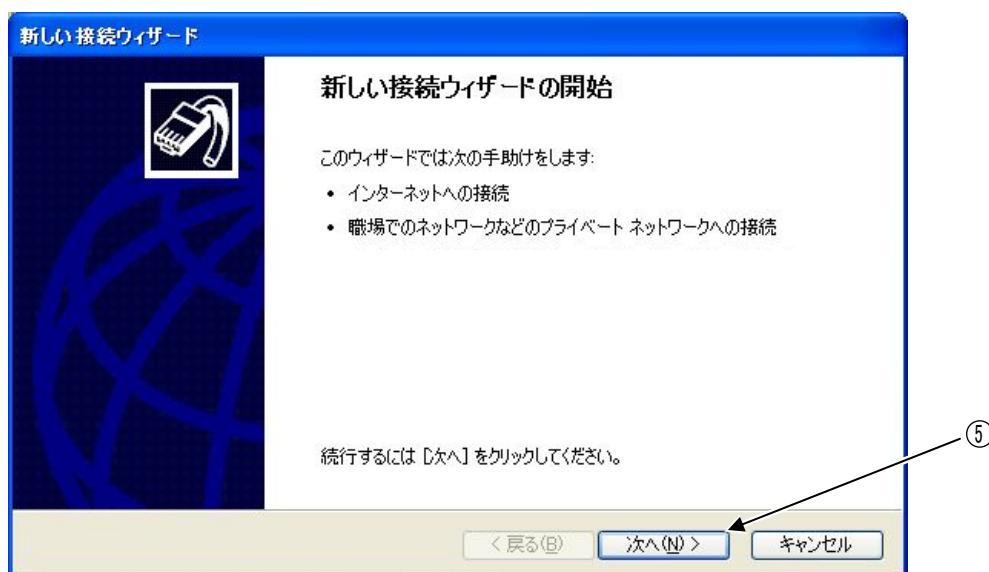 新しい接続ウィザード
新しい接続ウィザードの開始
このウィザードでは次の手助けをします:
• インターネットへの接続
• 職場でのネットワークなどのプライベート ネットワークへの接続
続行するには [次へ] をクリックしてください。
⑤
< 戻る(B) 次へ(N) > キャンセル